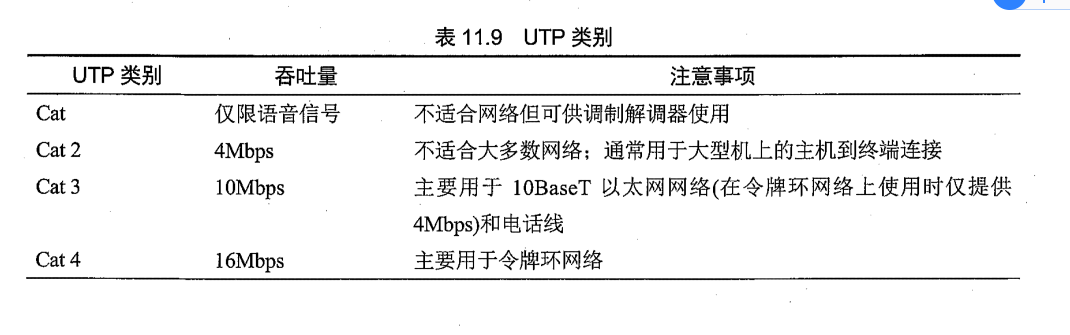 表 11.9 UTP 类别
UTP 类别 吞吐量 注意事项
Cat 仅限语音信号 不适合网络但可供调制解调器使用
Cat 2 4Mbps 不适合大多数网络；通常用于大型机上的主机到终端连接
Cat 3 10Mbps 主要用于 10BaseT 以太网网络(在令牌环网络上使用时仅提供
4Mbps)和电话线
Cat 4 16Mbps 主要用于令牌环网络